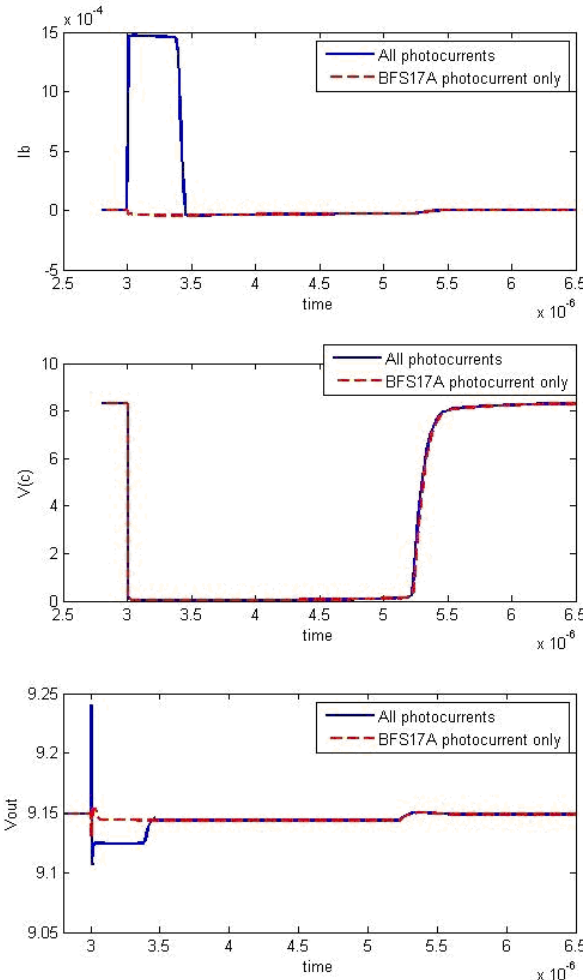 x 10-4
15
All photocurrents
BFS17A photocurrent only
10
Ib
5
0
-5
2.5 3 3.5 4 4.5 5 5.5 6 6.5
time
x 10-6
10
All photocurrents
BFS17A photocurrent only
8
6
V(c)
4
2
0
2.5 3 3.5 4 4.5 5 5.5 6 6.5
time
x 10-6
9.25
All photocurrents
BFS17A photocurrent only
9.2
Vout
9.15
9.1
9.05
3 3.5 4 4.5 5 5.5 6 6.5
time
x 10-6